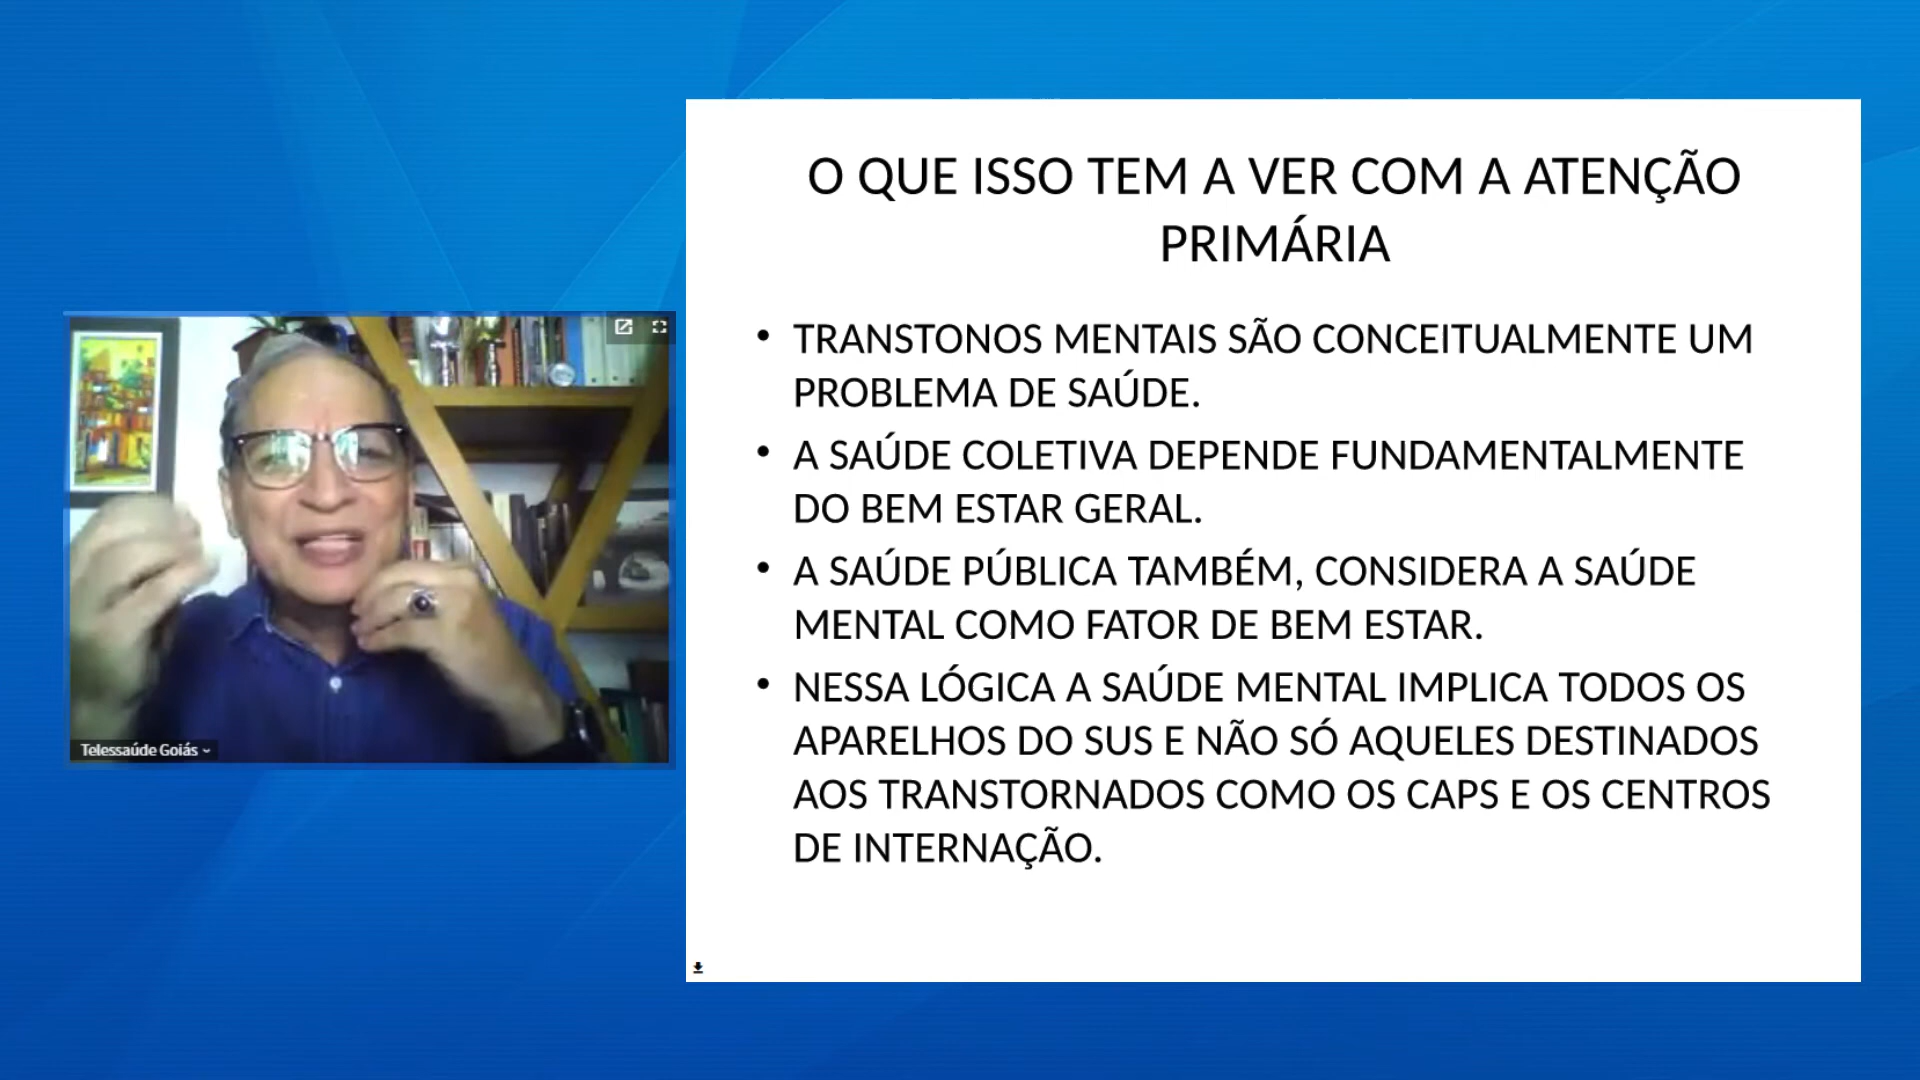 O QUE ISSO TEM A VER COM A ATENÇÃO
PRIMÁRIA
• TRANSTONOS MENTAIS SÃO CONCEITUALMENTE UM
PROBLEMA DE SAÚDE.
• A SAÚDE COLETIVA DEPENDE FUNDAMENTALMENTE
DO BEM ESTAR GERAL.
• A SAÚDE PÚBLICA TAMBÉM, CONSIDERA A SAÚDE
MENTAL COMO FATOR DE BEM ESTAR.
• NESSA LÓGICA A SAÚDE MENTAL IMPLICA TODOS OS
APARELHOS DO SUS E NÃO SÓ AQUELES DESTINADOS
AOS TRANSTORNADOS COMO OS CAPS E OS CENTROS
DE INTERNAÇÃO.
Telessaúde Goiás